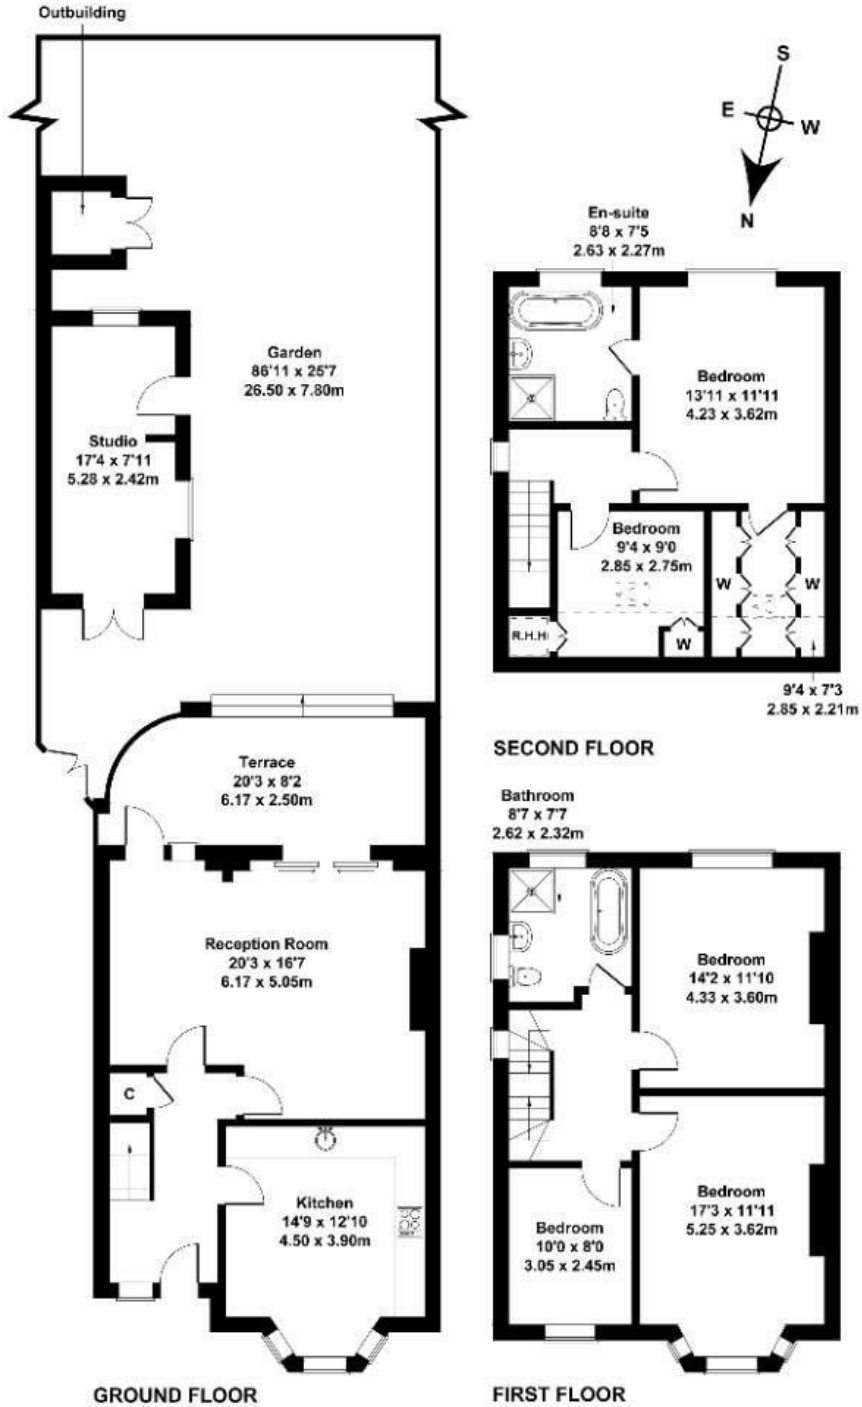 Outbuilding
S
E
W
N
En-suite
8'8 x 7'5
2.63 x 2.27m
Garden
86'11 x 25'7
26.50 x 7.80m
Bedroom
13'11 x 11'11
4.23 x 3.62m
Studio
17'4 x 7'11
5.28 x 2.42m
Bedroom
9'4 x 9'0
2.85 x 2.75m
W
W
R.H.H
W
9'4 x 7'3
2.85 x 2.21m
SECOND FLOOR
Terrace
20'3 x 8'2
6.17 x 2.50m
Bathroom
8'7 x 7'7
2.62 x 2.32m
Reception Room
20'3 x 16'7
6.17 x 5.05m
Bedroom
14'2 x 11'10
4.33 x 3.60m
C
Kitchen
14'9 x 12'10
4.50 x 3.90m
Bedroom
17'3 x 11'11
5.25 x 3.62m
Bedroom
10'0 x 8'0
3.05 x 2.45m
GROUND FLOOR
FIRST FLOOR